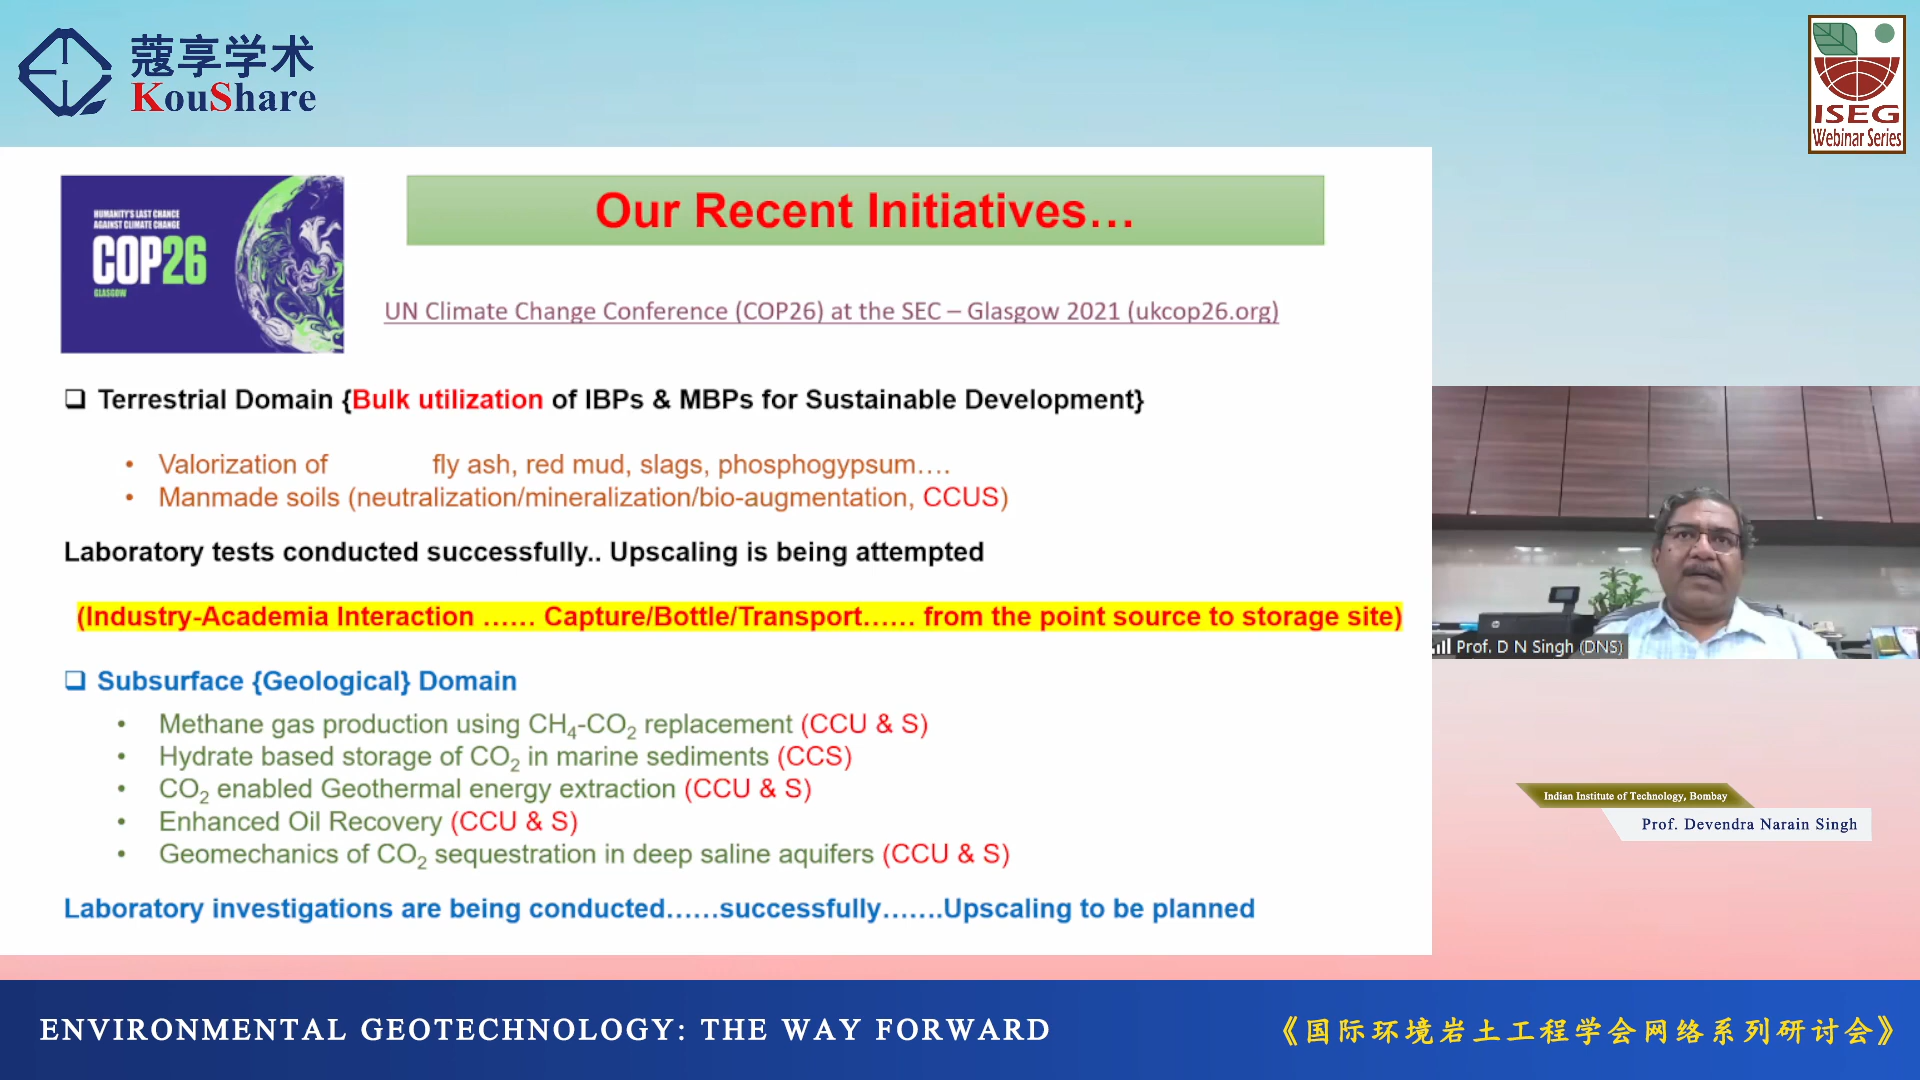 蔻享学术
KouShare
ISEG
Webinar Series
HUMANITY'S LAST CHANCE
AGAINST CLIMATE CHANGE
COP26
GLASGOW
Our Recent Initiatives…
UN Climate Change Conference (COP26) at the SEC – Glasgow 2021 (ukcop26.org)
❑ Terrestrial Domain {Bulk utilization of IBPs & MBPs for Sustainable Development}
• Valorization of fly ash, red mud, slags, phosphogypsum….
• Manmade soils (neutralization/mineralization/bio-augmentation, CCUS)
Laboratory tests conducted successfully.. Upscaling is being attempted
(Industry-Academia Interaction …… Capture/Bottle/Transport…… from the point source to storage site)
❑ Subsurface {Geological} Domain
• Methane gas production using CH₄-CO₂ replacement (CCU & S)
• Hydrate based storage of CO₂ in marine sediments (CCS)
• CO₂ enabled Geothermal energy extraction (CCU & S)
• Enhanced Oil Recovery (CCU & S)
• Geomechanics of CO₂ sequestration in deep saline aquifers (CCU & S)
Laboratory investigations are being conducted……successfully…….Upscaling to be planned
Prof. D N Singh (DNS)
Indian Institute of Technology, Bombay
Prof. Devendra Narain Singh
ENVIRONMENTAL GEOTECHNOLOGY: THE WAY FORWARD
《国际环境岩土工程学会网络系列研讨会》